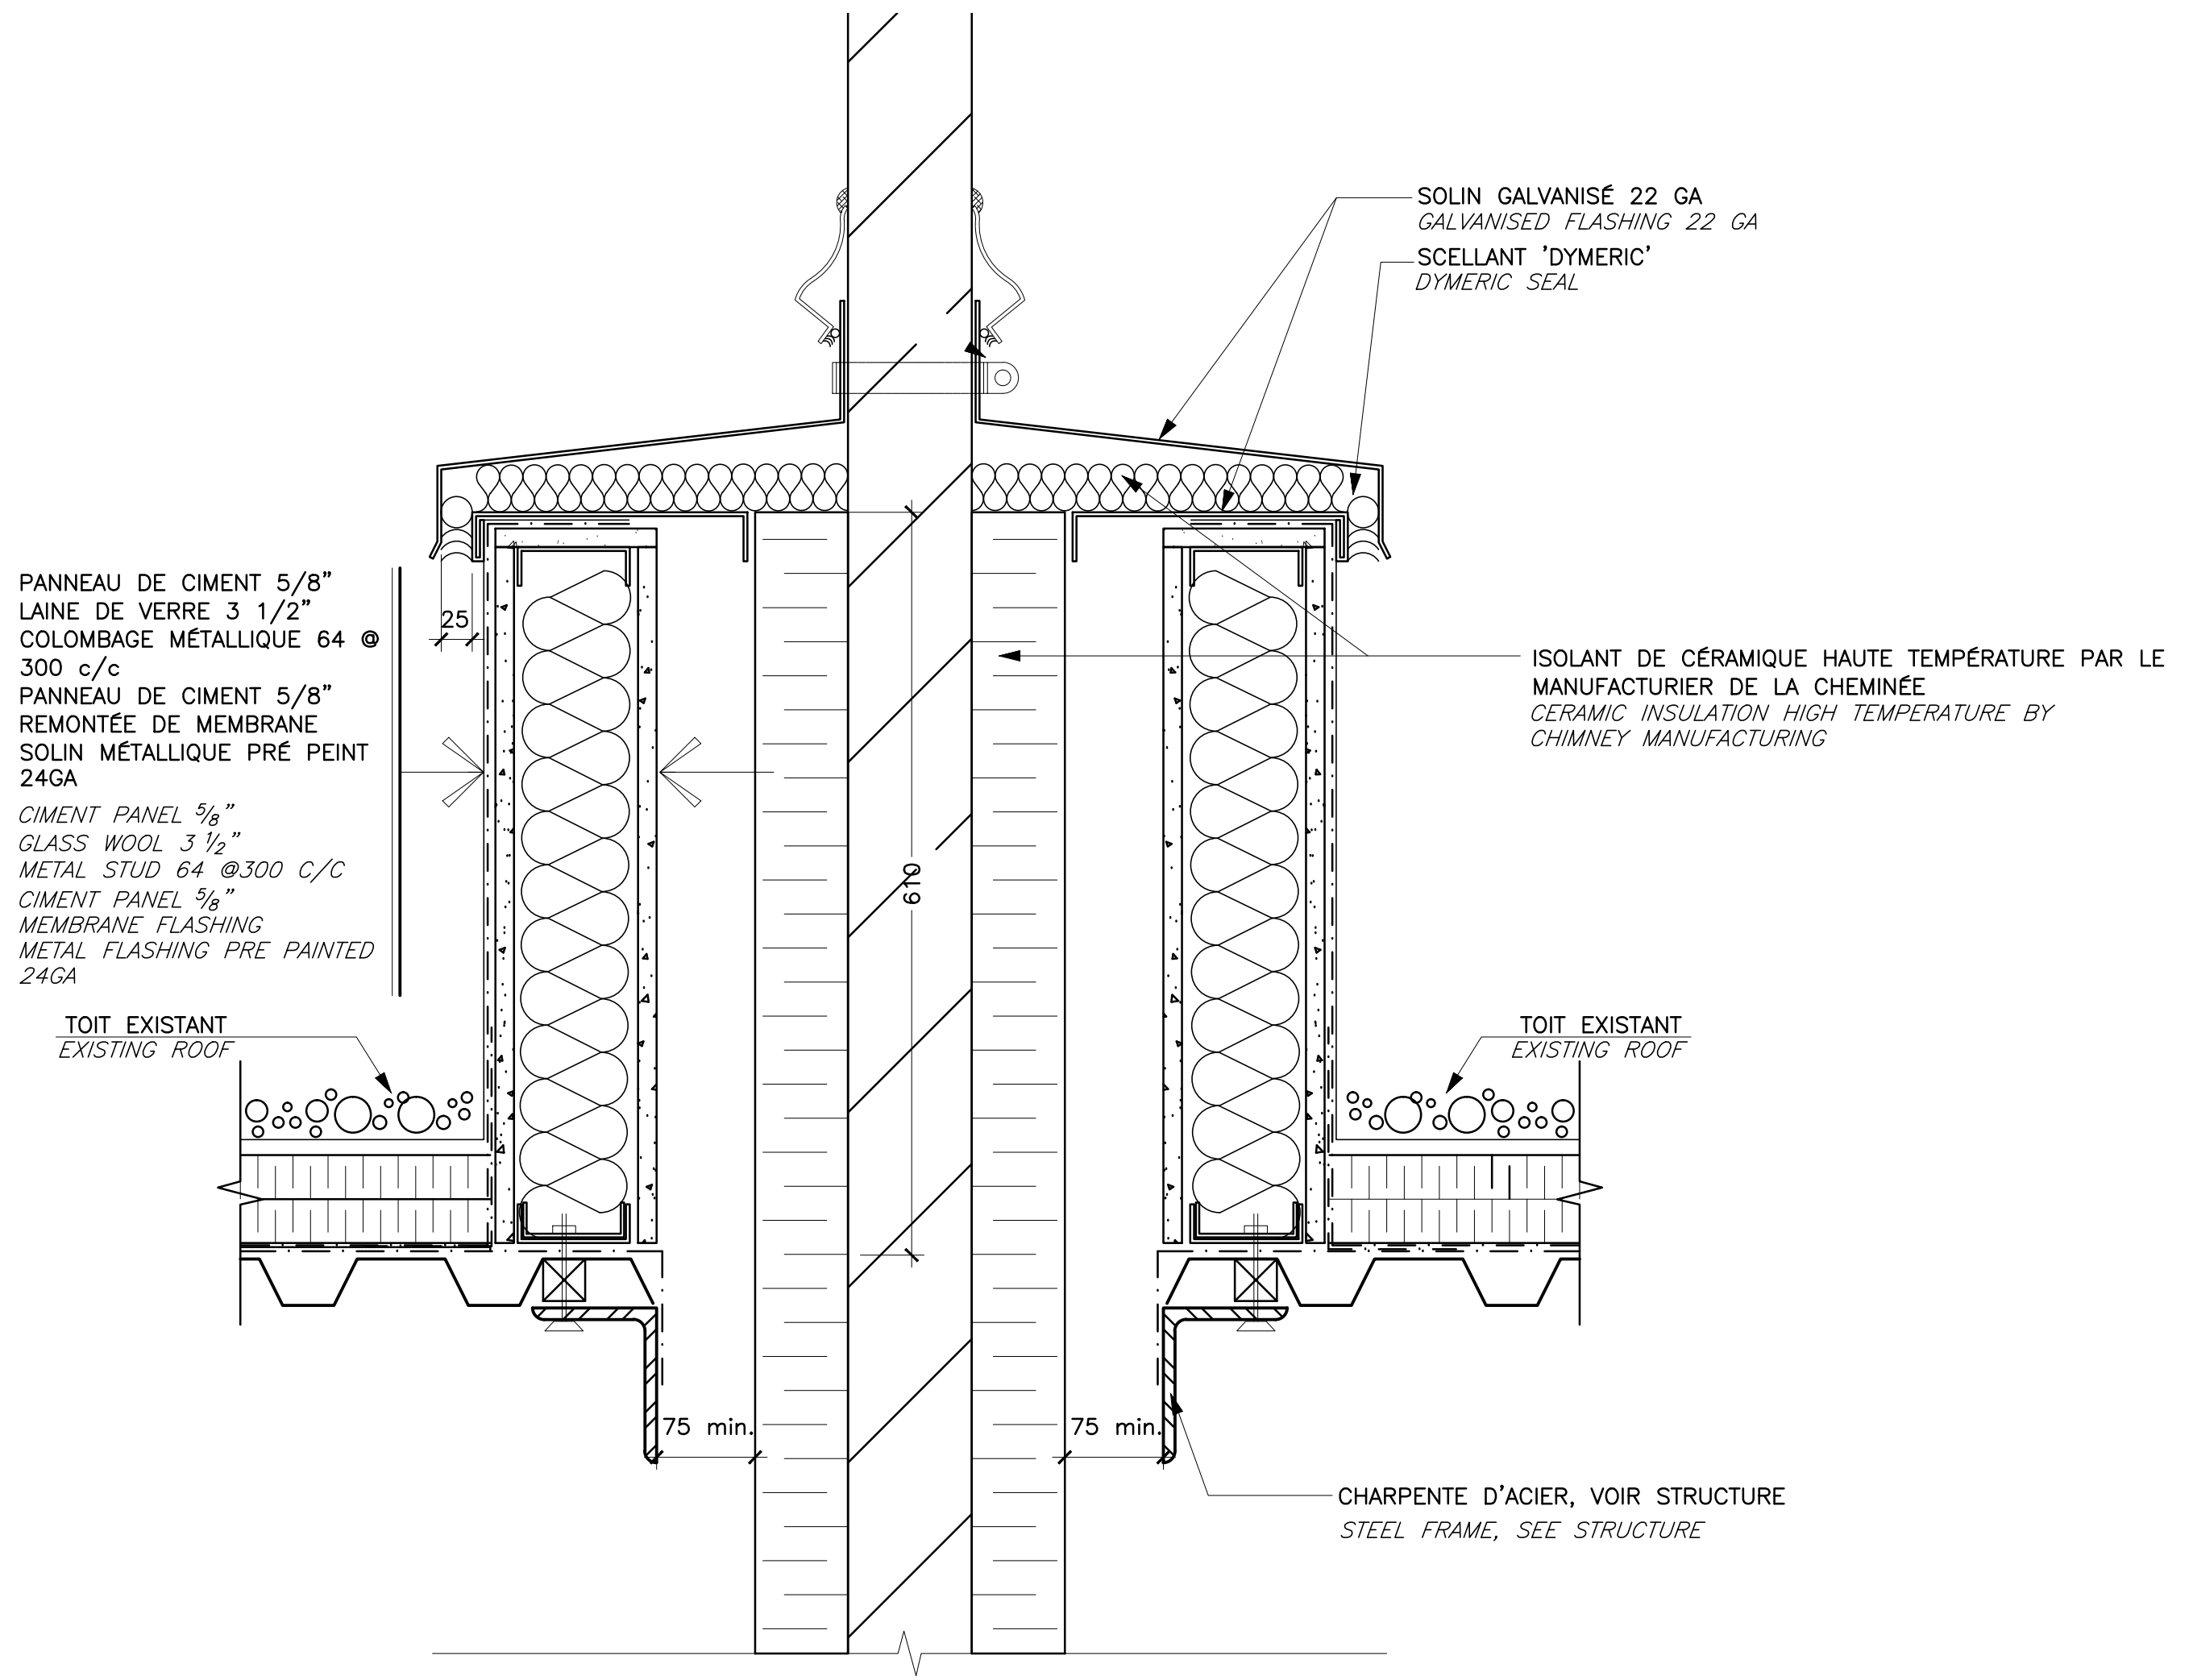 SOLIN GALVANISÉ 22 GA
GALVANISED FLASHING 22 GA
SCELLANT 'DYMERIC'
DYMERIC SEAL
PANNEAU DE CIMENT 5/8"
LAINE DE VERRE 3 1/2"
COLOMBAGE MÉTALLIQUE 64 @
300 c/c
PANNEAU DE CIMENT 5/8"
REMONTÉE DE MEMBRANE
SOLIN MÉTALLIQUE PRÉ PEINT
24GA
CIMENT PANEL 5/8"
GLASS WOOL 3 1/2"
METAL STUD 64 @300 C/C
CIMENT PANEL 5/8"
MEMBRANE FLASHING
METAL FLASHING PRE PAINTED
24GA
25
610
ISOLANT DE CÉRAMIQUE HAUTE TEMPÉRATURE PAR LE
MANUFACTURIER DE LA CHEMINÉE
CERAMIC INSULATION HIGH TEMPERATURE BY
CHIMNEY MANUFACTURING
TOIT EXISTANT
EXISTING ROOF
TOIT EXISTANT
EXISTING ROOF
75 min.
75 min.
CHARPENTE D'ACIER, VOIR STRUCTURE
STEEL FRAME, SEE STRUCTURE